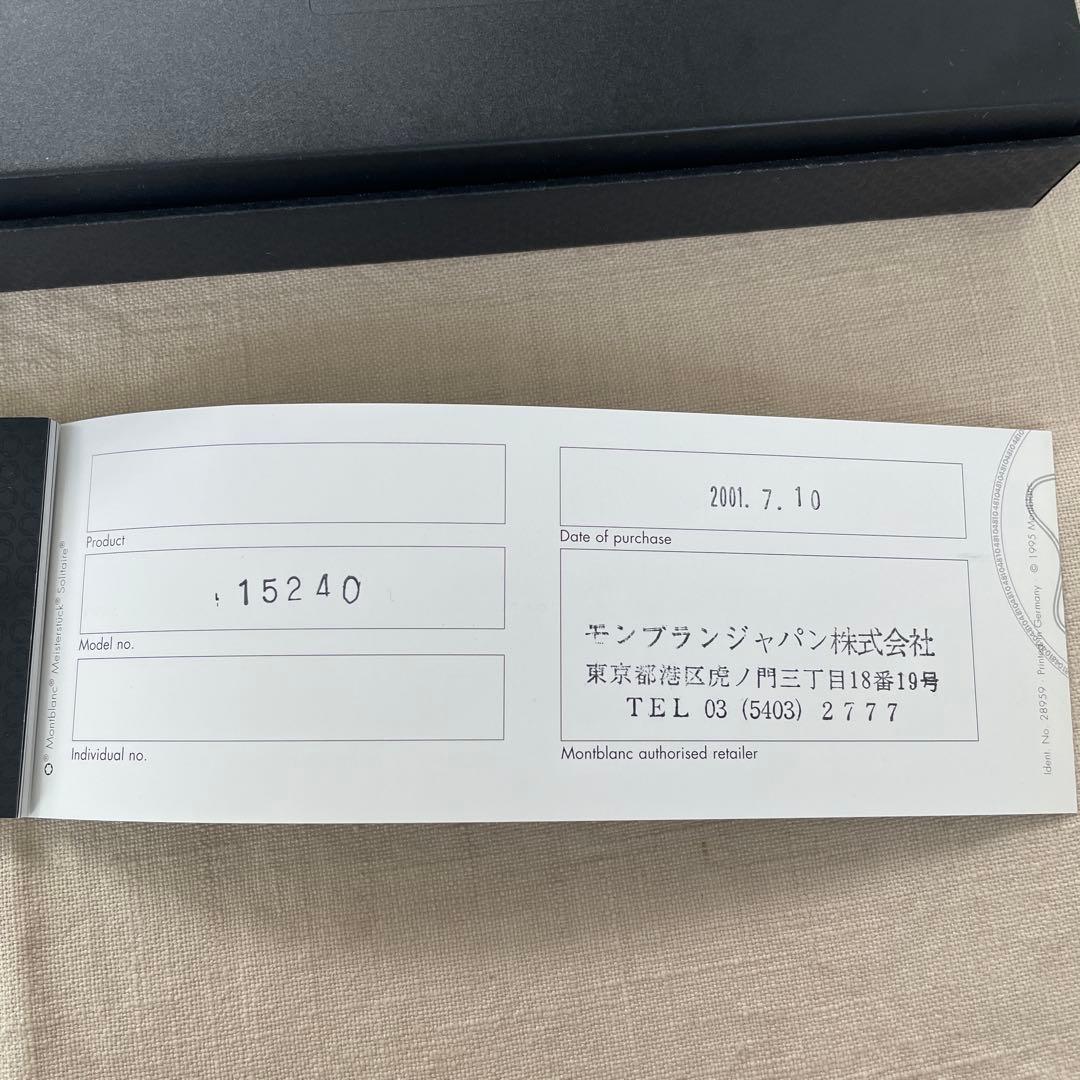 Product
15240
Model no.
Individual no.
2001. 7. 10
Date of purchase
モンブランジャパン株式会社
東京都港区虎ノ門三丁目18番19号
TEL 03 (5403) 2777
Montblanc authorised retailer
® Montblanc® Meisterstück® Solitaire®
Ident. No. 28959 · Printed in Germany © 1995 Montblanc